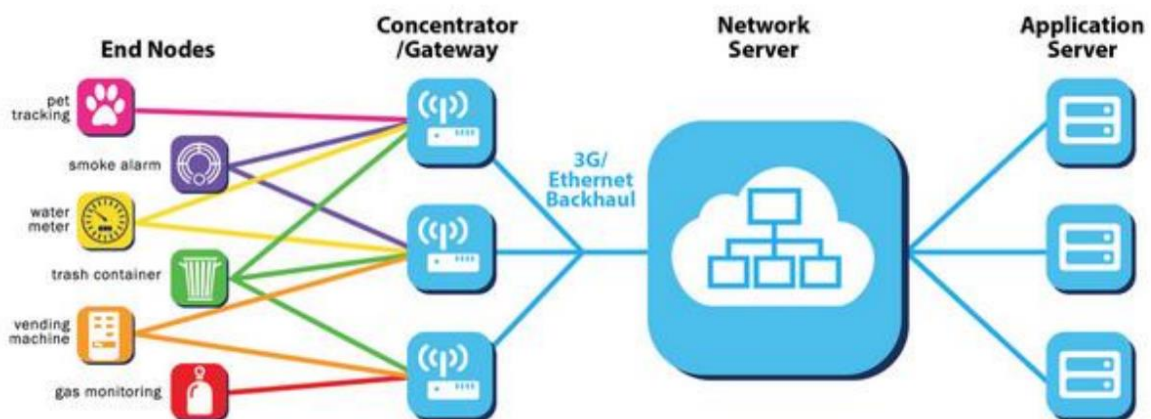 End Nodes
Concentrator
/Gateway
Network
Server
Application
Server
pet
tracking
smoke alarm
water
meter
trash container
vending
machine
gas monitoring
3G/
Ethernet
Backhaul